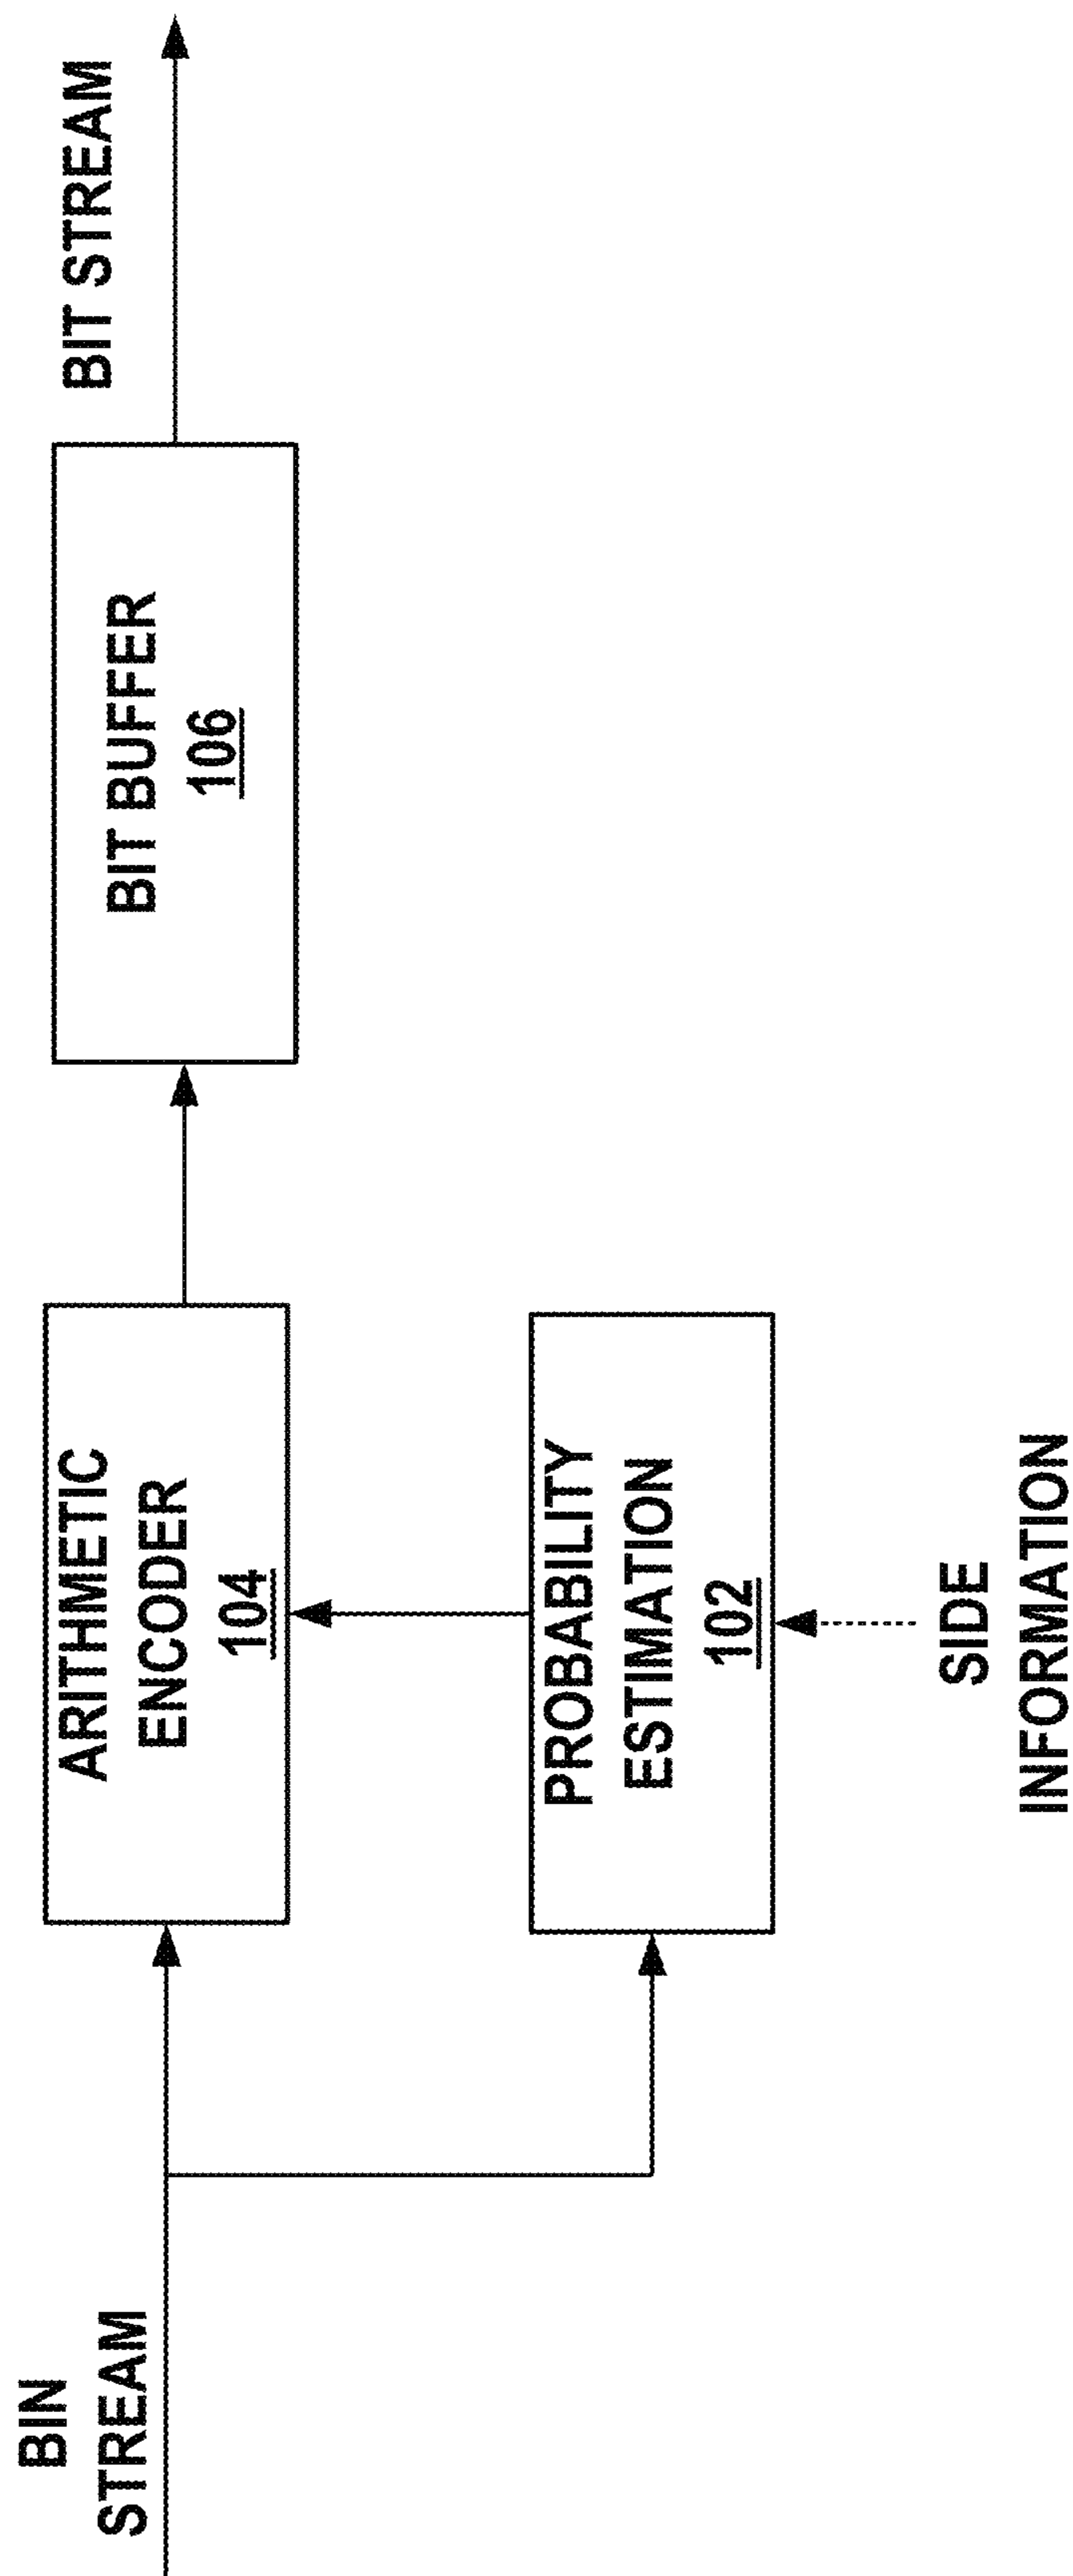 BIN
STREAM
ARITHMETIC
ENCODER
104
BIT BUFFER
106
BIT STREAM
PROBABILITY
ESTIMATION
102
SIDE
INFORMATION